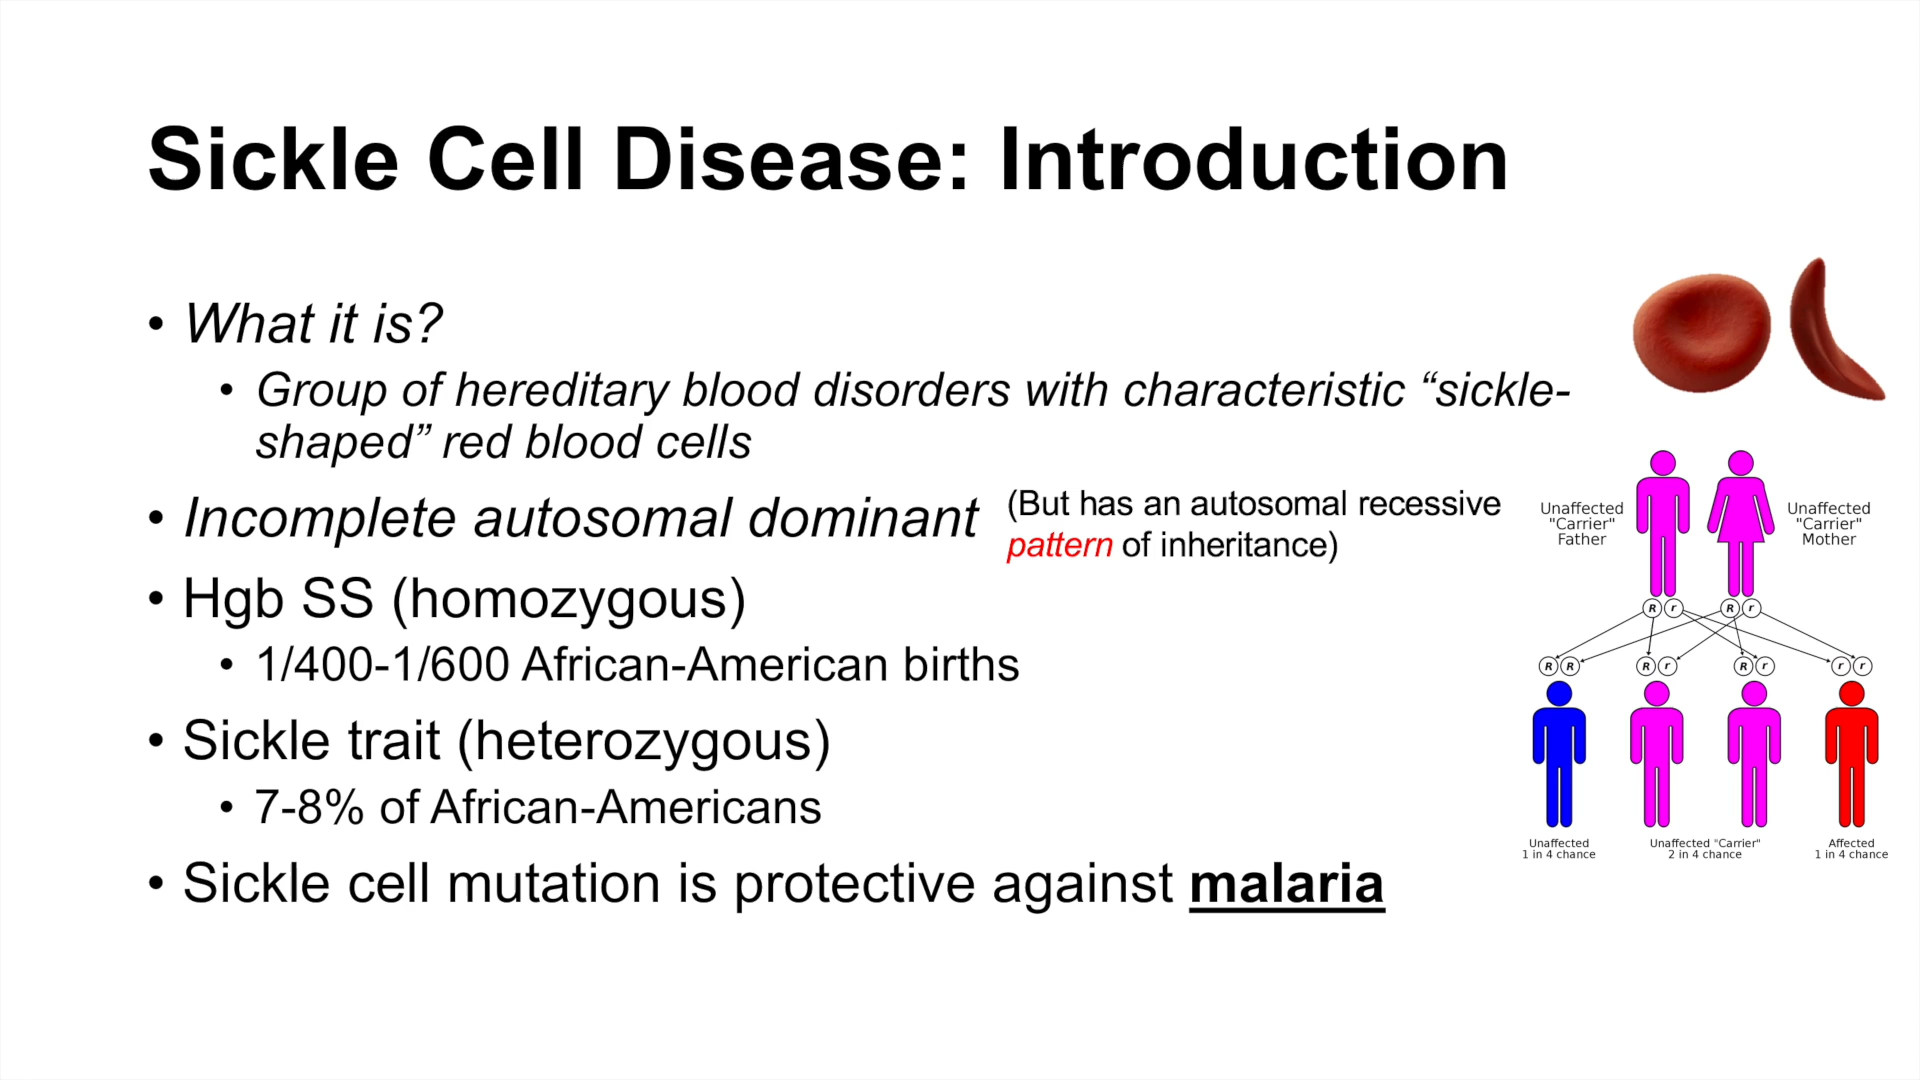 Sickle Cell Disease: Introduction
• What it is?
• Group of hereditary blood disorders with characteristic “sickle-
shaped” red blood cells
• Incomplete autosomal dominant
(But has an autosomal recessive
pattern of inheritance)
• Hgb SS (homozygous)
• 1/400-1/600 African-American births
• Sickle trait (heterozygous)
• 7-8% of African-Americans
• Sickle cell mutation is protective against malaria
Unaffected
"Carrier"
Father
Unaffected
"Carrier"
Mother
R r R r
R R R r R r r r
Unaffected
1 in 4 chance
Unaffected "Carrier"
2 in 4 chance
Affected
1 in 4 chance